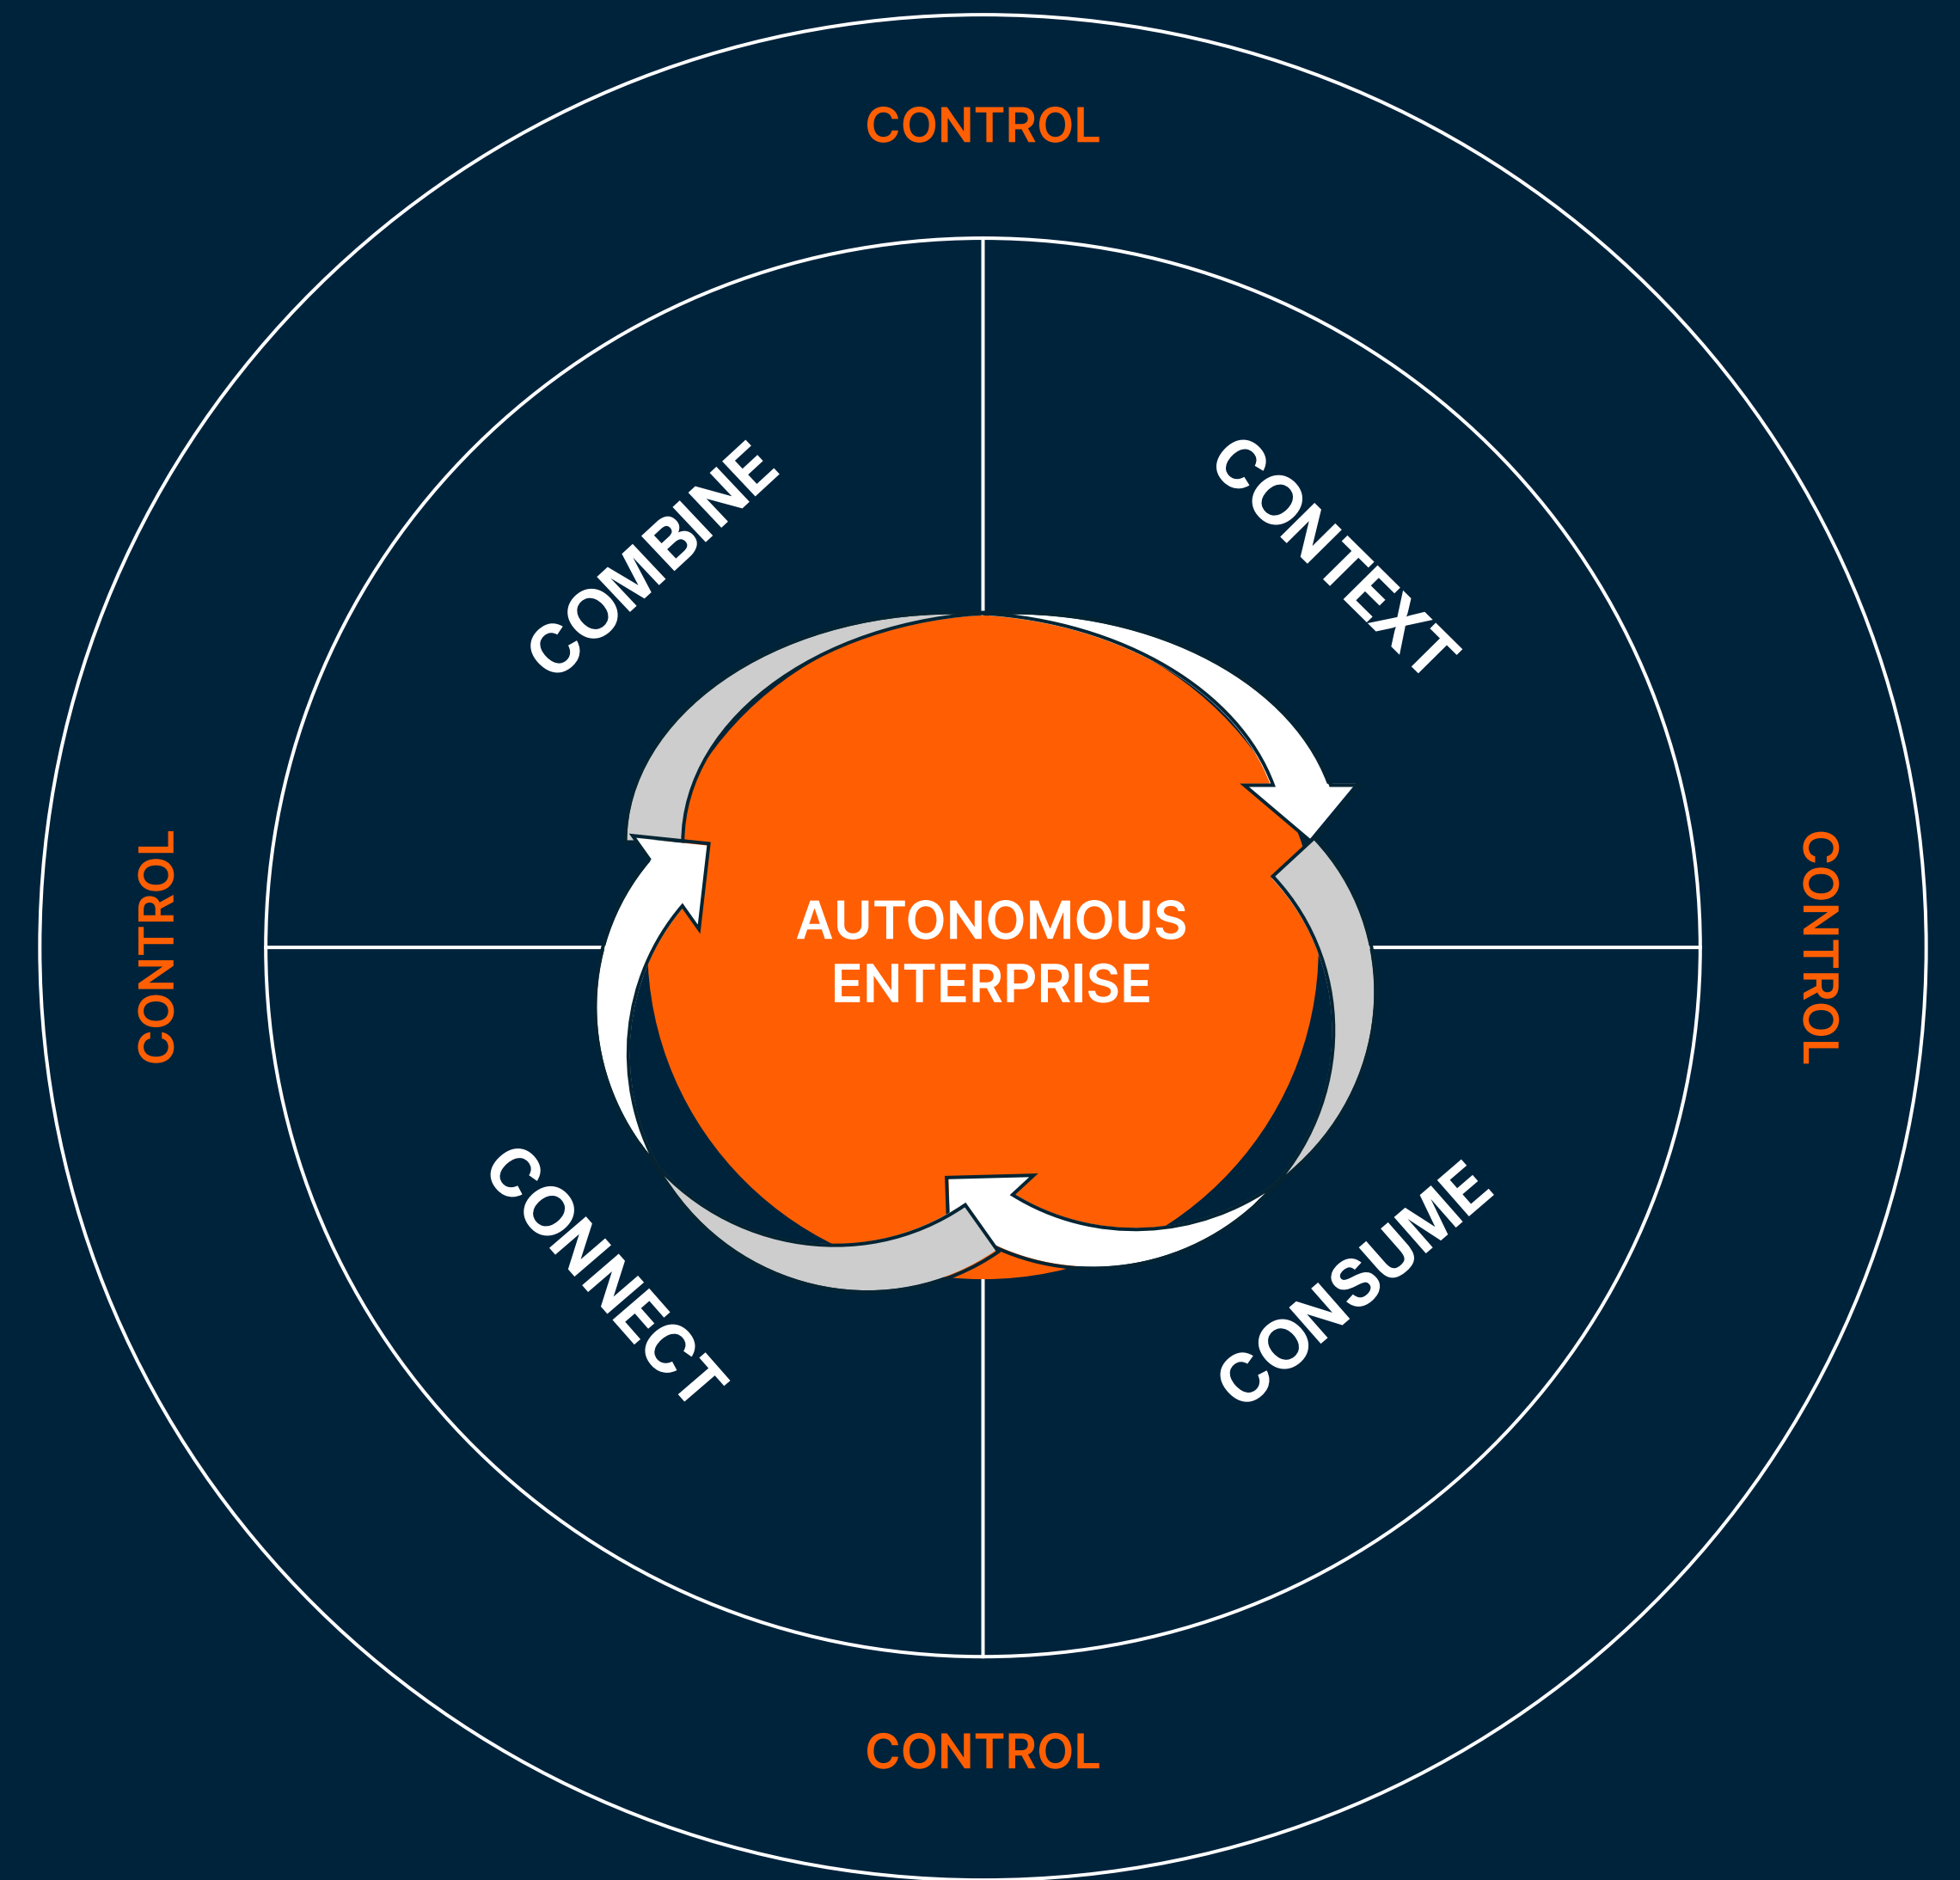 CONTROL
COMBINE
CONTEXT
CONTROL
AUTONOMOUS
ENTERPRISE
CONTROL
CONNECT
CONSUME
CONTROL